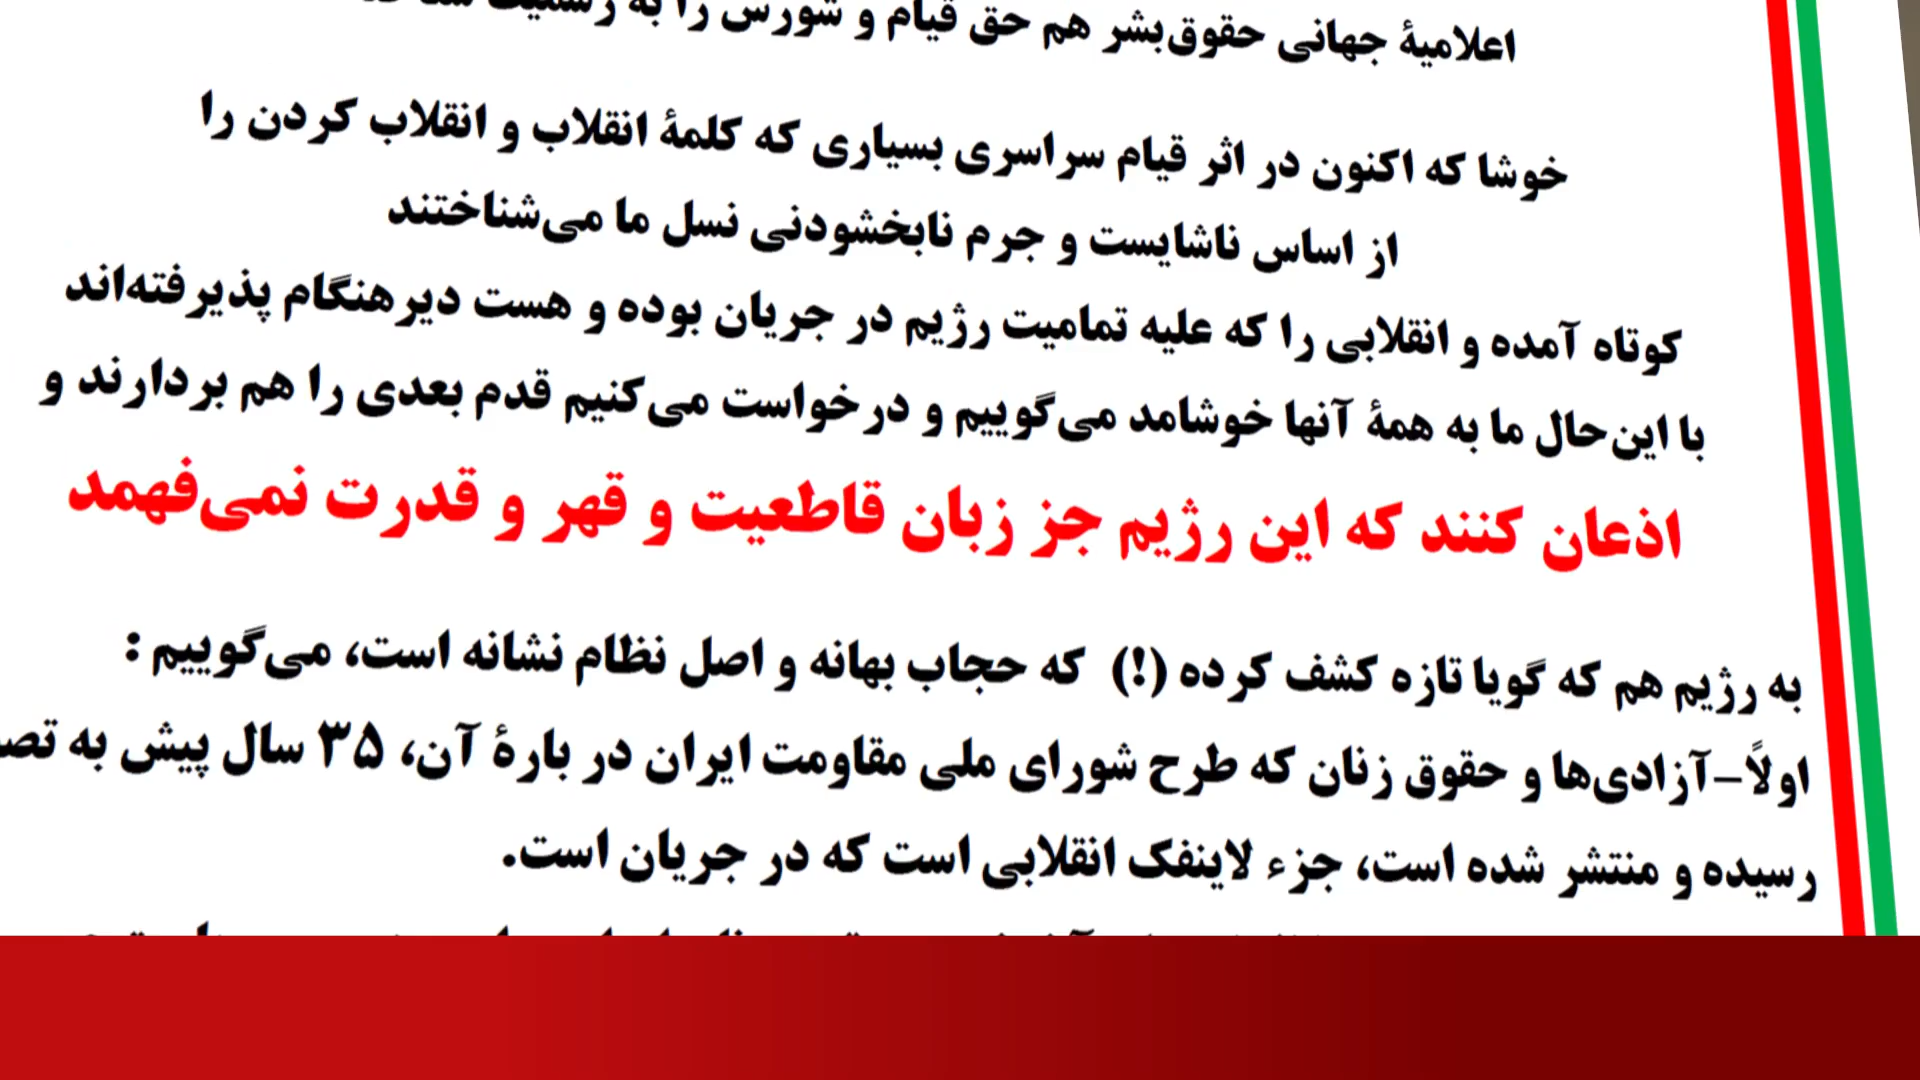 اعلامیهٔ جهانی حقوق‌بشر هم حق قیام و شورش را به رسمیت
خوشا که اکنون در اثر قیام سراسری بسیاری که کلمهٔ انقلاب و انقلاب کردن را
از اساس ناشایست و جرم نابخشودنی نسل ما می‌شناختند
کوتاه آمده و انقلابی را که علیه تمامیت رژیم در جریان بوده و هست دیرهنگام پذیرفته‌اند
با این‌حال ما به همهٔ آنها خوشامد می‌گوییم و درخواست می‌کنیم قدم بعدی را هم بردارند و
اذعان کنند که این رژیم جز زبان قاطعیت و قهر و قدرت نمی‌فهمد
به رژیم هم که گویا تازه کشف کرده (!) که حجاب بهانه و اصل نظام نشانه است، می‌گوییم :
اولاً–آزادی‌ها و حقوق زنان که طرح شورای ملی مقاومت ایران در بارهٔ آن، ۳۵ سال پیش به تص
رسیده و منتشر شده است، جزء لاینفک انقلابی است که در جریان است.